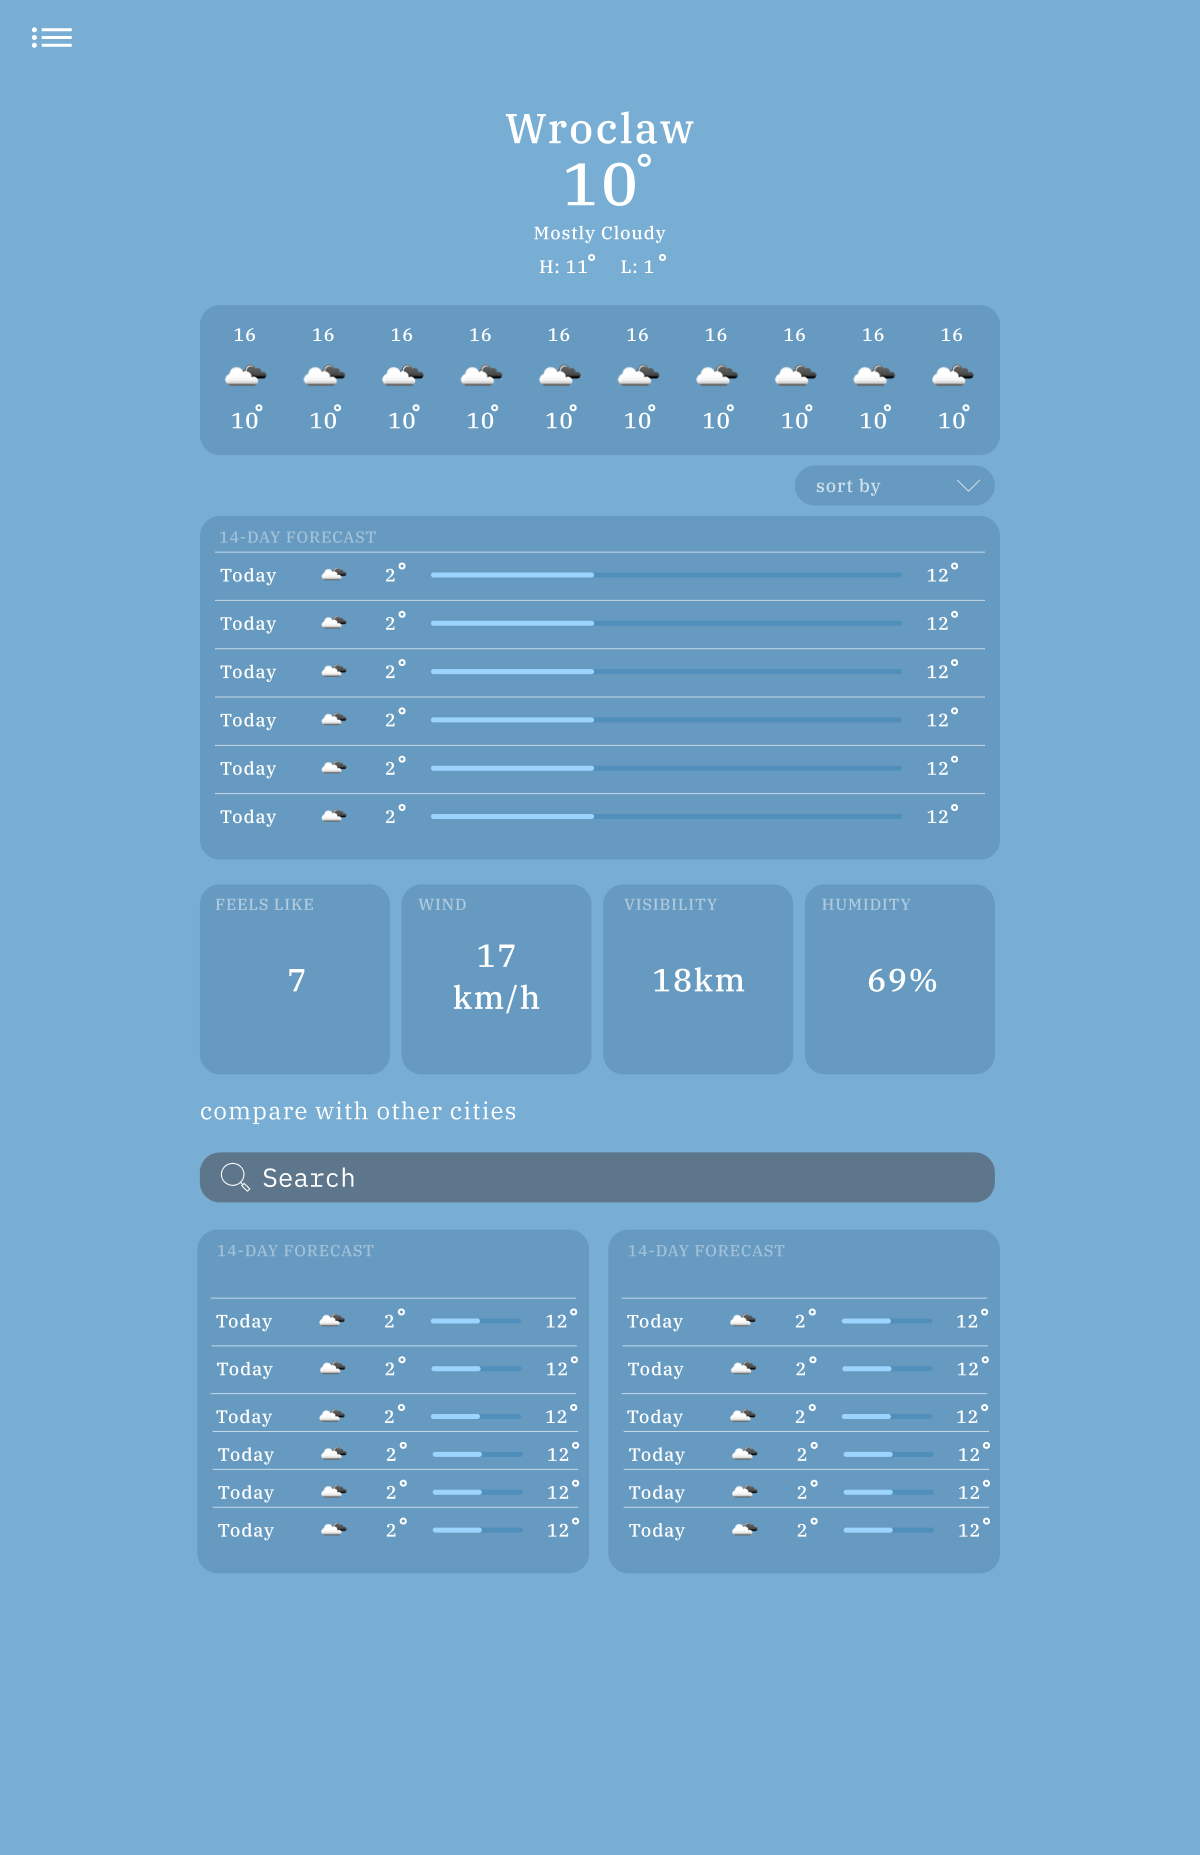 Wroclaw
10°
Mostly Cloudy
H: 11° L: 1°
16 16 16 16 16 16 16 16 16 16
10° 10° 10° 10° 10° 10° 10° 10° 10° 10°
sort by
14-DAY FORECAST
Today 2° 12°
Today 2° 12°
Today 2° 12°
Today 2° 12°
Today 2° 12°
Today 2° 12°
FEELS LIKE
7
WIND
17
km/h
VISIBILITY
18km
HUMIDITY
69%
compare with other cities
Search
14-DAY FORECAST
Today 2° 12°
Today 2° 12°
Today 2° 12°
Today 2° 12°
Today 2° 12°
Today 2° 12°
14-DAY FORECAST
Today 2° 12°
Today 2° 12°
Today 2° 12°
Today 2° 12°
Today 2° 12°
Today 2° 12°